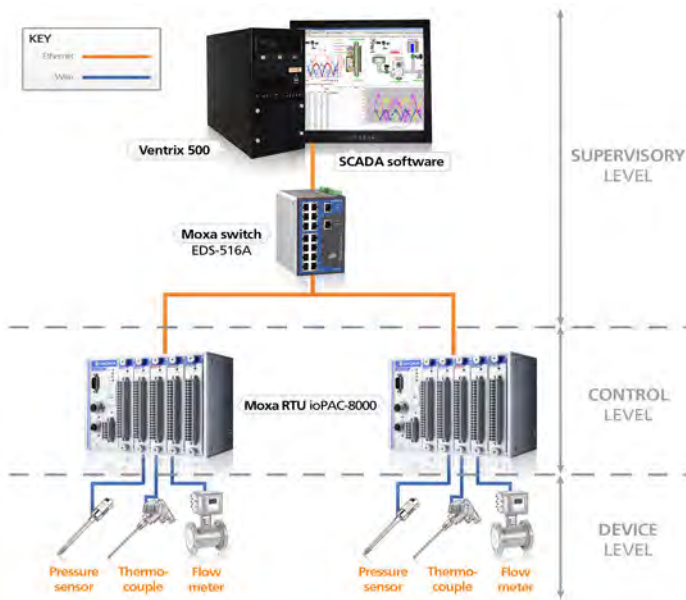 KEY
Ethernet
Wire
Ventrix 500
SCADA software
SUPERVISORY
LEVEL
Moxa switch
EDS-516A
Moxa RTU ioPAC-8000
CONTROL
LEVEL
Pressure
sensor
Thermo-
couple
Flow
meter
Pressure
sensor
Thermo-
couple
Flow
meter
DEVICE
LEVEL